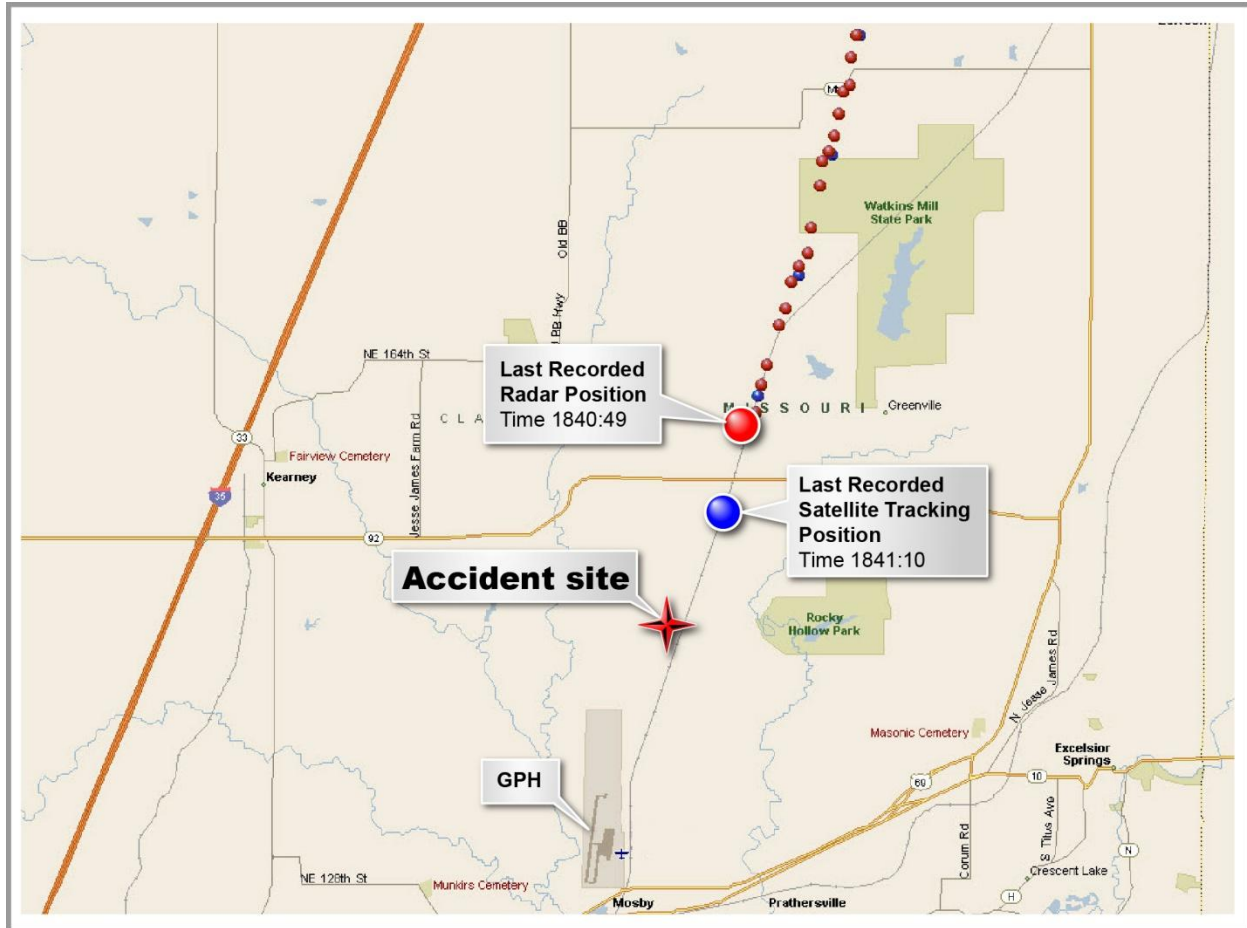 Old BB
BB Hwy
Watkins Mill
State Park
NE 164th St
Last Recorded
Radar Position
Time 1840:49
MISSOURI
Greenville
CLA
Jesse James Farm Rd
33
Fairview Cemetery
Kearney
35
92
Last Recorded
Satellite Tracking
Position
Time 1841:10
Accident site
Rocky
Hollow Park
N Jesse James Rd
Masonic Cemetery
Excelsior
Springs
GPH
69
10
Corum Rd
S Titus Ave
N
Crescent Lake
H
NE 128th St
Munkirs Cemetery
Mosby
Prathersville